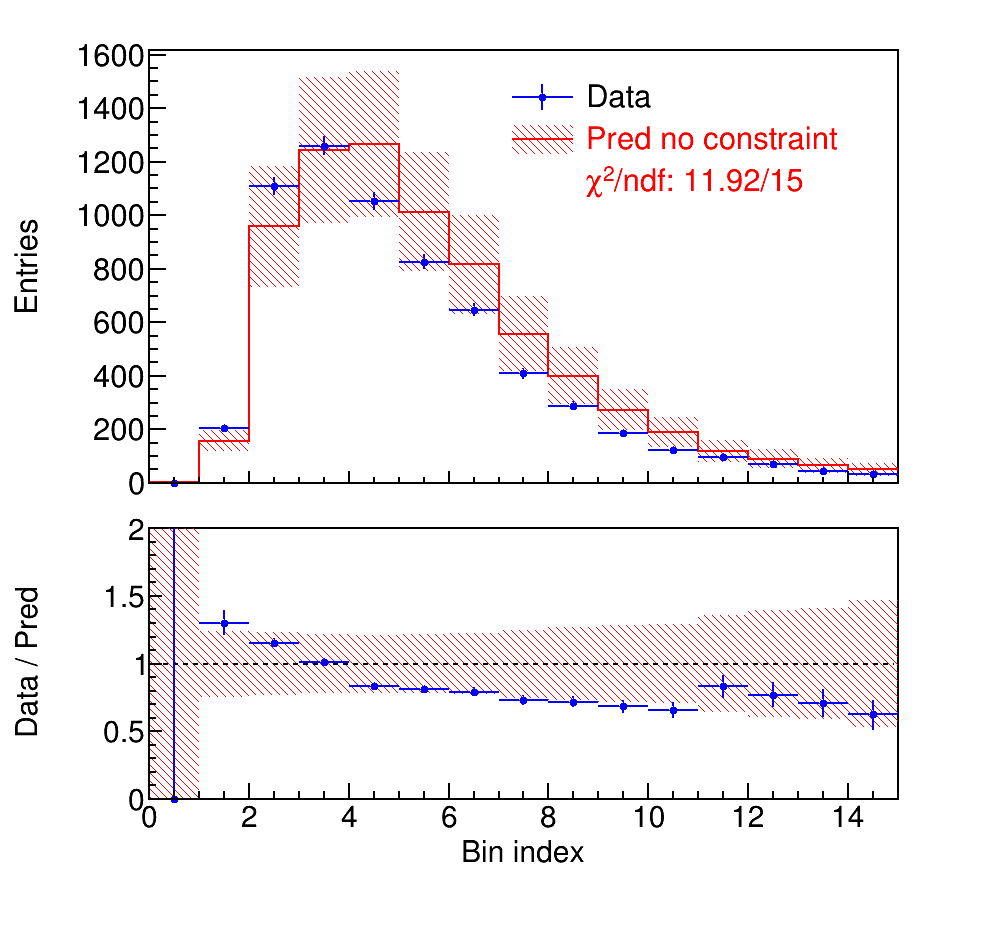 1600
1400
1200
1000
800
600
400
200
0
Entries
Data
Pred no constraint
χ²/ndf: 11.92/15
2
1.5
1
0.5
0
Data / Pred
0 2 4 6 8 10 12 14
Bin index